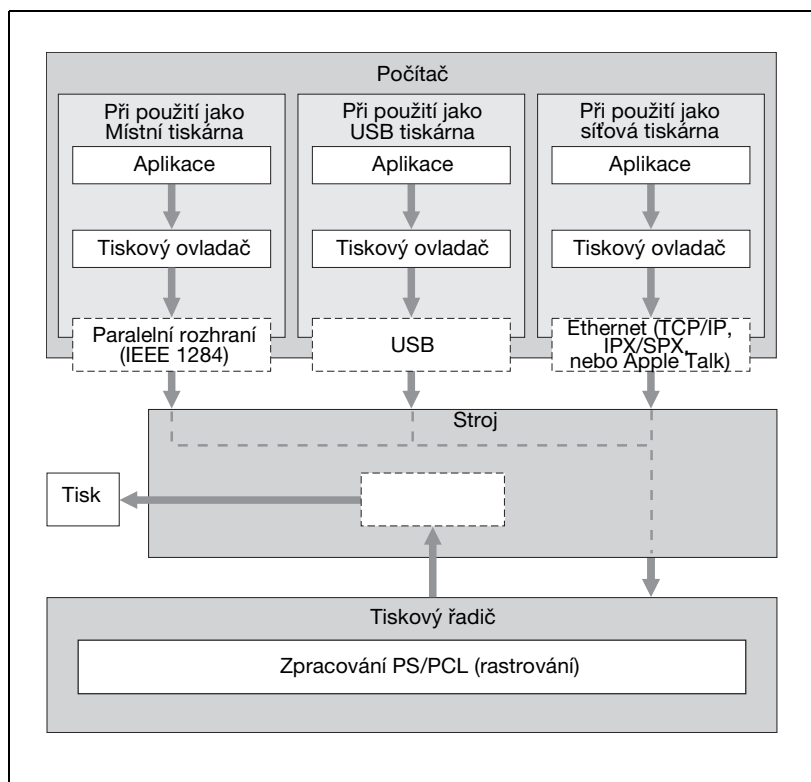 Počítač
Při použití jako
Místní tiskárna
Aplikace
Tiskový ovladač
Paralelní rozhraní
(IEEE 1284)
Při použití jako
USB tiskárna
Aplikace
Tiskový ovladač
USB
Při použití jako
síťová tiskárna
Aplikace
Tiskový ovladač
Ethernet (TCP/IP,
IPX/SPX,
nebo Apple Talk)
Stroj
Tisk
Tiskový řadič
Zpracování PS/PCL (rastrování)